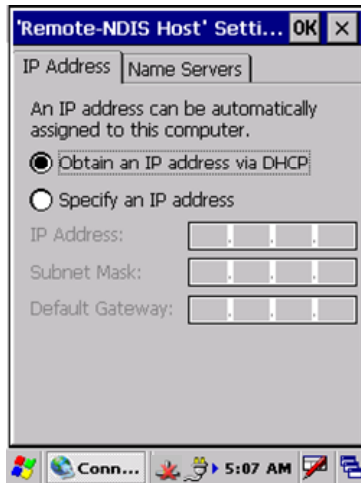 'Remote-NDIS Host' Setti... OK ×
IP Address Name Servers
An IP address can be automatically
assigned to this computer.
Obtain an IP address via DHCP
Specify an IP address
IP Address: . . .
Subnet Mask: . . .
Default Gateway: . . .
Conn... 5:07 AM